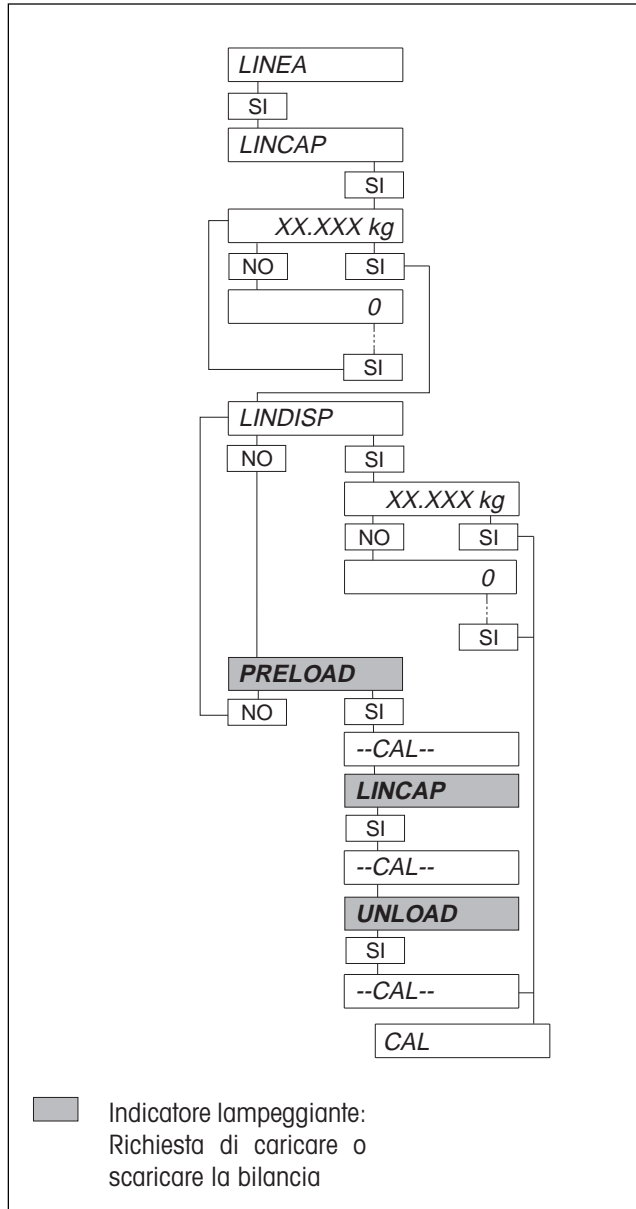 LINEA
SI
LINCAP
SI
XX.XXX kg
NO SI
0
SI
LINDISP
NO SI
XX.XXX kg
NO SI
0
SI
PRELOAD
NO SI
--CAL--
LINCAP
SI
--CAL--
UNLOAD
SI
--CAL--
CAL
Indicatore lampeggiante:
Richiesta di caricare o
scaricare la bilancia